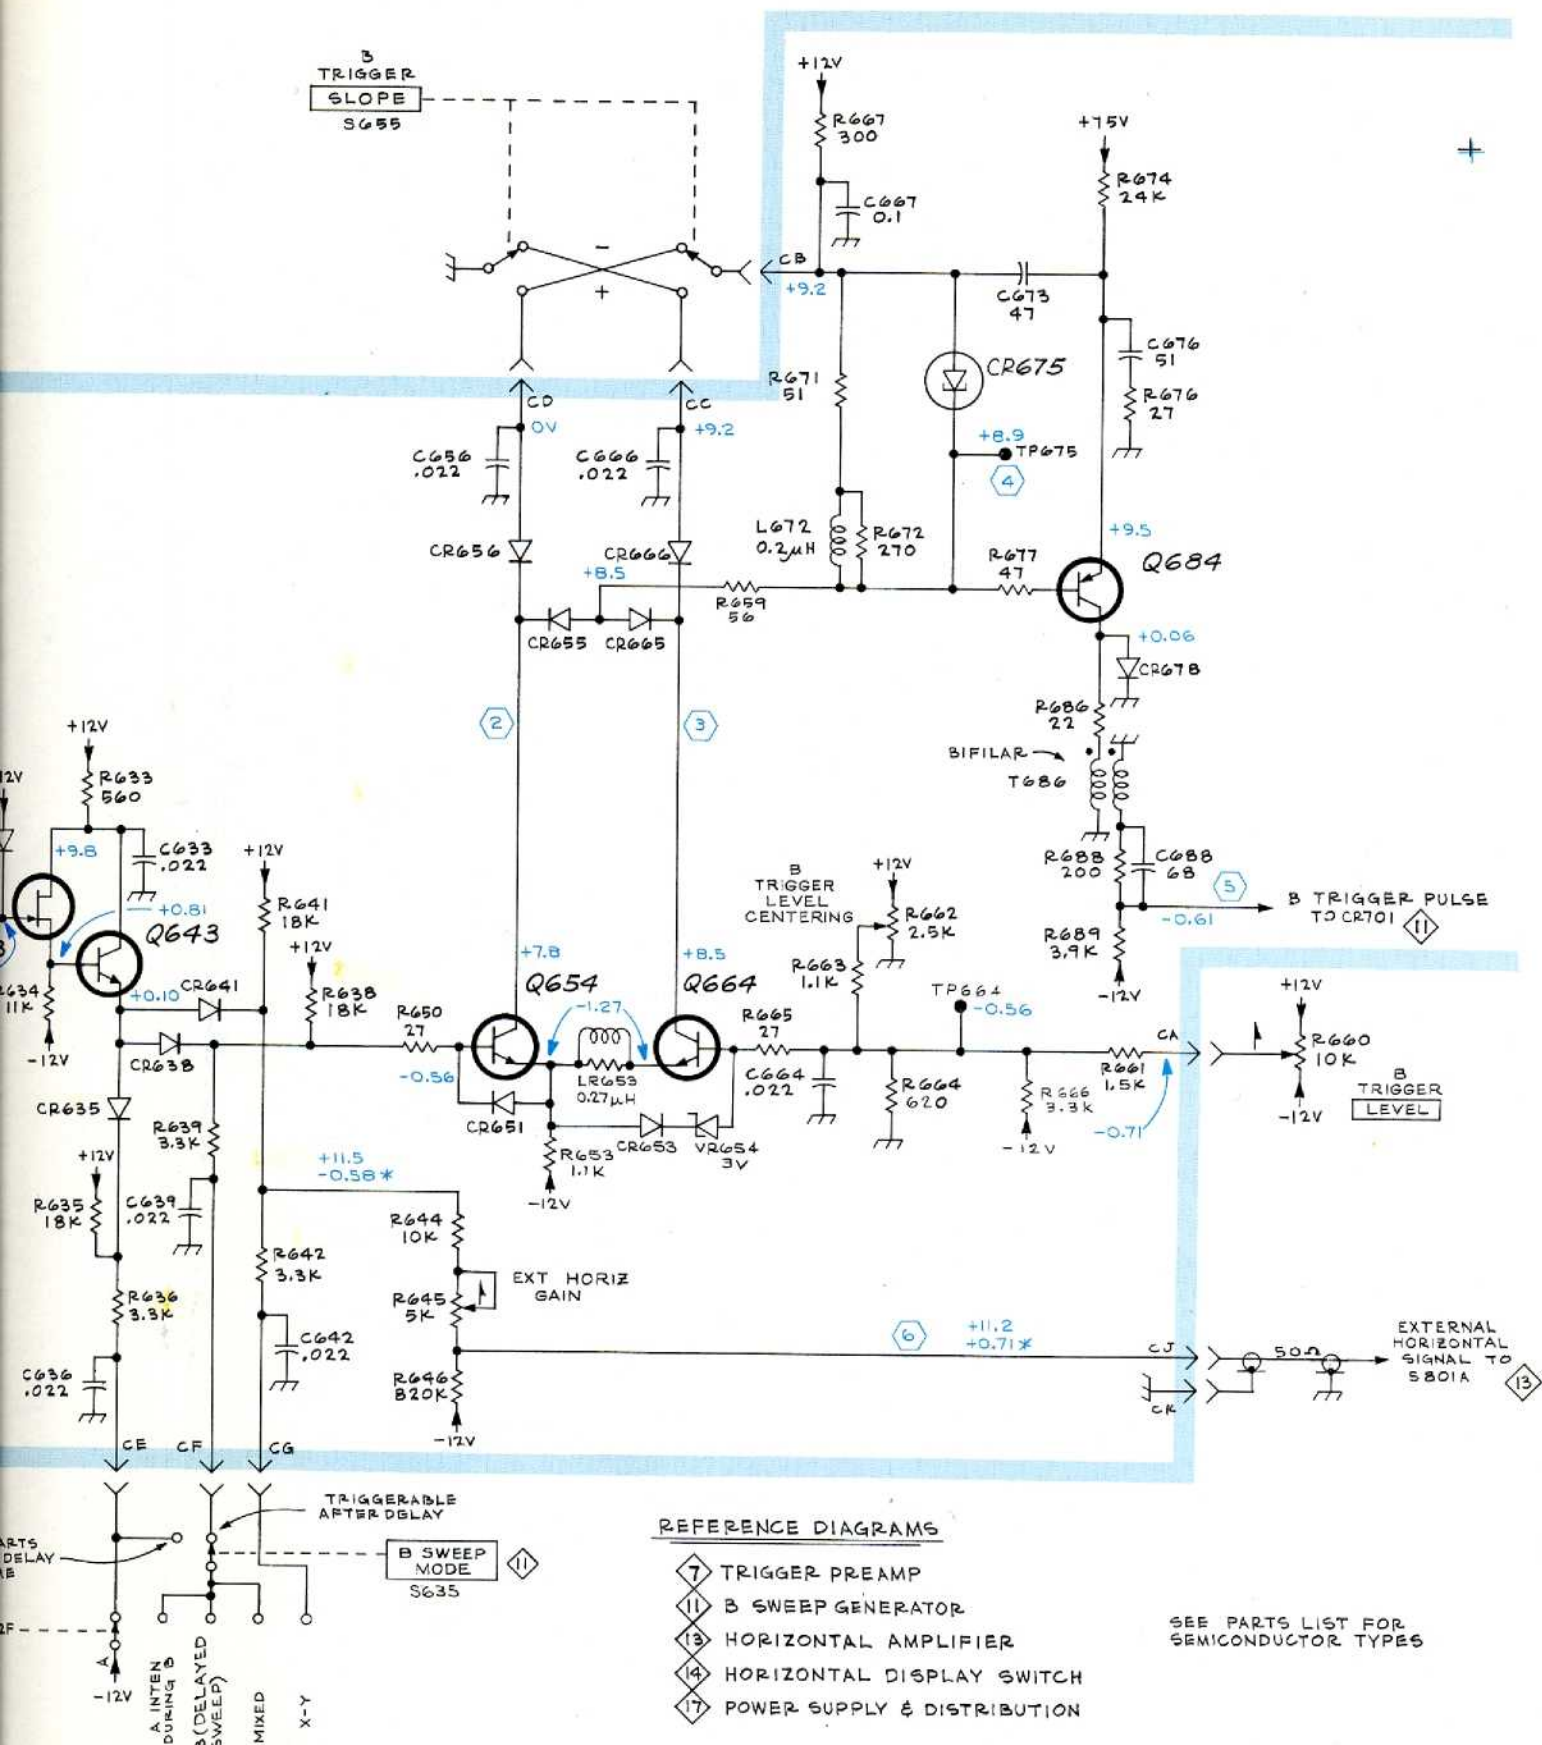 B
TRIGGER
SLOPE
S655
+12V
R667
300
+75V
R674
24K
C667
0.1
−
+
CB
+9.2
C673
47
C676
51
CR675
R671
51
R676
27
CD
0V
CC
+9.2
+8.9
TP675
4
C656
.022
C666
.022
L672
0.2µH
R672
270
+9.5
CR656
CR666
+8.5
R677
47
Q684
R659
56
CR655
CR665
+0.06
CR678
2
3
R686
22
BIFILAR
T686
+12V
12V
R633
560
+9.8
C633
.022
+12V
R688
200
C688
68
5
B TRIGGER PULSE
TO CR701
11
-0.61
+0.81
R641
18K
B
TRIGGER
LEVEL
CENTERING
+12V
R662
2.5K
Q643
+12V
+7.8
+8.5
R689
3.9K
R663
1.1K
-12V
R634
11K
+0.10
CR641
R638
18K
Q654
-1.27
Q664
TP664
-0.56
+12V
-12V
CR638
R650
27
R665
27
CA
R660
10K
-0.56
LR653
0.27µH
C664
.022
R664
620
R666
3.3K
R661
1.5K
B
TRIGGER
LEVEL
-12V
CR635
R639
3.3K
CR651
R653
1.1K
CR653
VR654
3V
-0.71
-12V
+12V
+11.5
-0.58*
-12V
R635
18K
C639
.022
R644
10K
R642
3.3K
EXT HORIZ
GAIN
R645
5K
R636
3.3K
C642
.022
6
+11.2
+0.71*
CJ
50Ω
EXTERNAL
HORIZONTAL
SIGNAL TO
S801A
13
C636
.022
R646
820K
CK
-12V
CE
CF
CG
TRIGGERABLE
AFTER DELAY
B SWEEP
MODE
S635
11
DELAY
A
-12V
A INTEN
DURING B
B (DELAYED
SWEEP)
MIXED
X-Y
REFERENCE DIAGRAMS
7 TRIGGER PREAMP
11 B SWEEP GENERATOR
13 HORIZONTAL AMPLIFIER
14 HORIZONTAL DISPLAY SWITCH
17 POWER SUPPLY & DISTRIBUTION
SEE PARTS LIST FOR
SEMICONDUCTOR TYPES